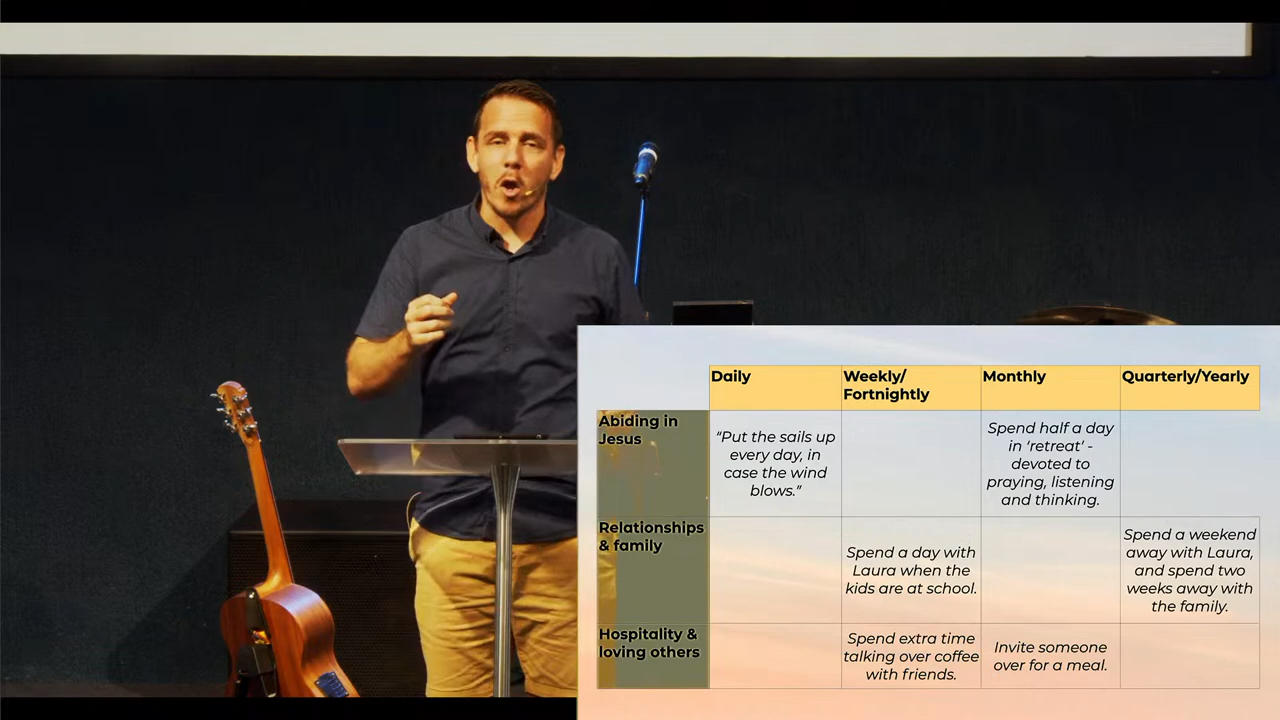 Daily
Weekly/
Fortnightly
Monthly
Quarterly/Yearly
Abiding in
Jesus
“Put the sails up
every day, in
case the wind
blows.”
Spend half a day
in ‘retreat’ -
devoted to
praying, listening
and thinking.
Relationships
& family
Spend a day with
Laura when the
kids are at school.
Spend a weekend
away with Laura,
and spend two
weeks away with
the family.
Hospitality &
loving others
Spend extra time
talking over coffee
with friends.
Invite someone
over for a meal.